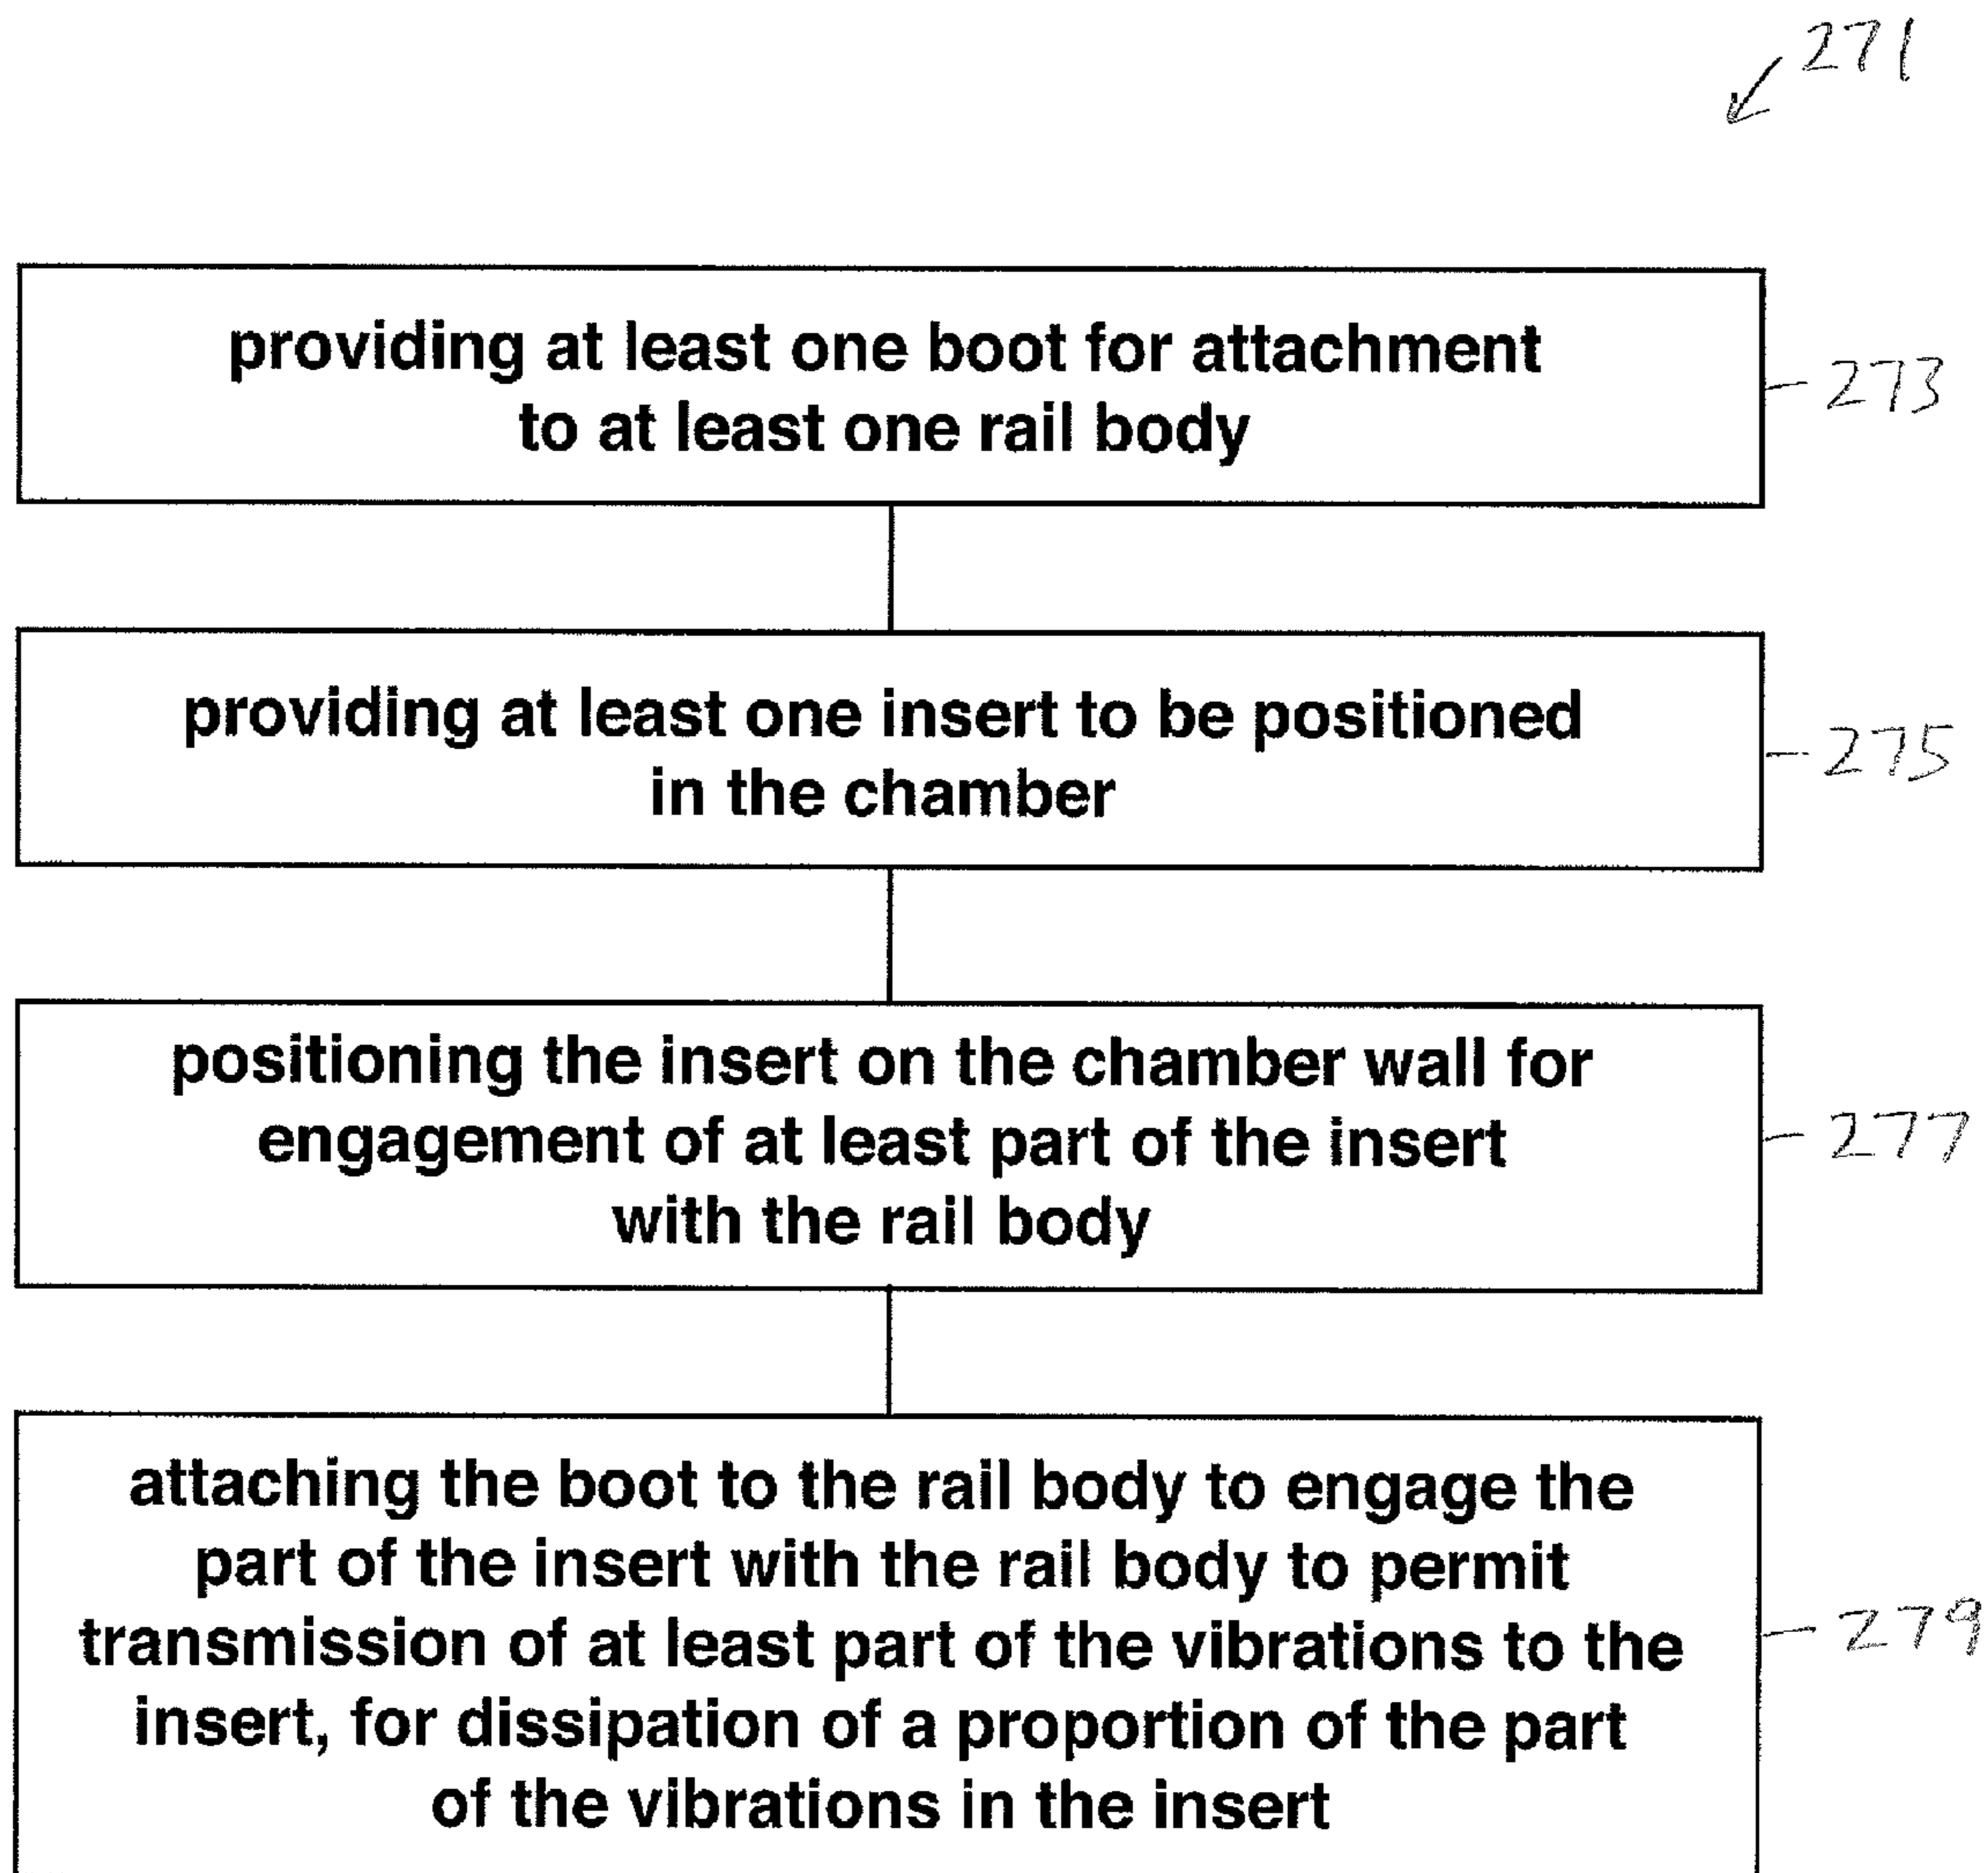 271
providing at least one boot for attachment
to at least one rail body
273
providing at least one insert to be positioned
in the chamber
275
positioning the insert on the chamber wall for
engagement of at least part of the insert
with the rail body
277
attaching the boot to the rail body to engage the
part of the insert with the rail body to permit
transmission of at least part of the vibrations to the
insert, for dissipation of a proportion of the part
of the vibrations in the insert
279